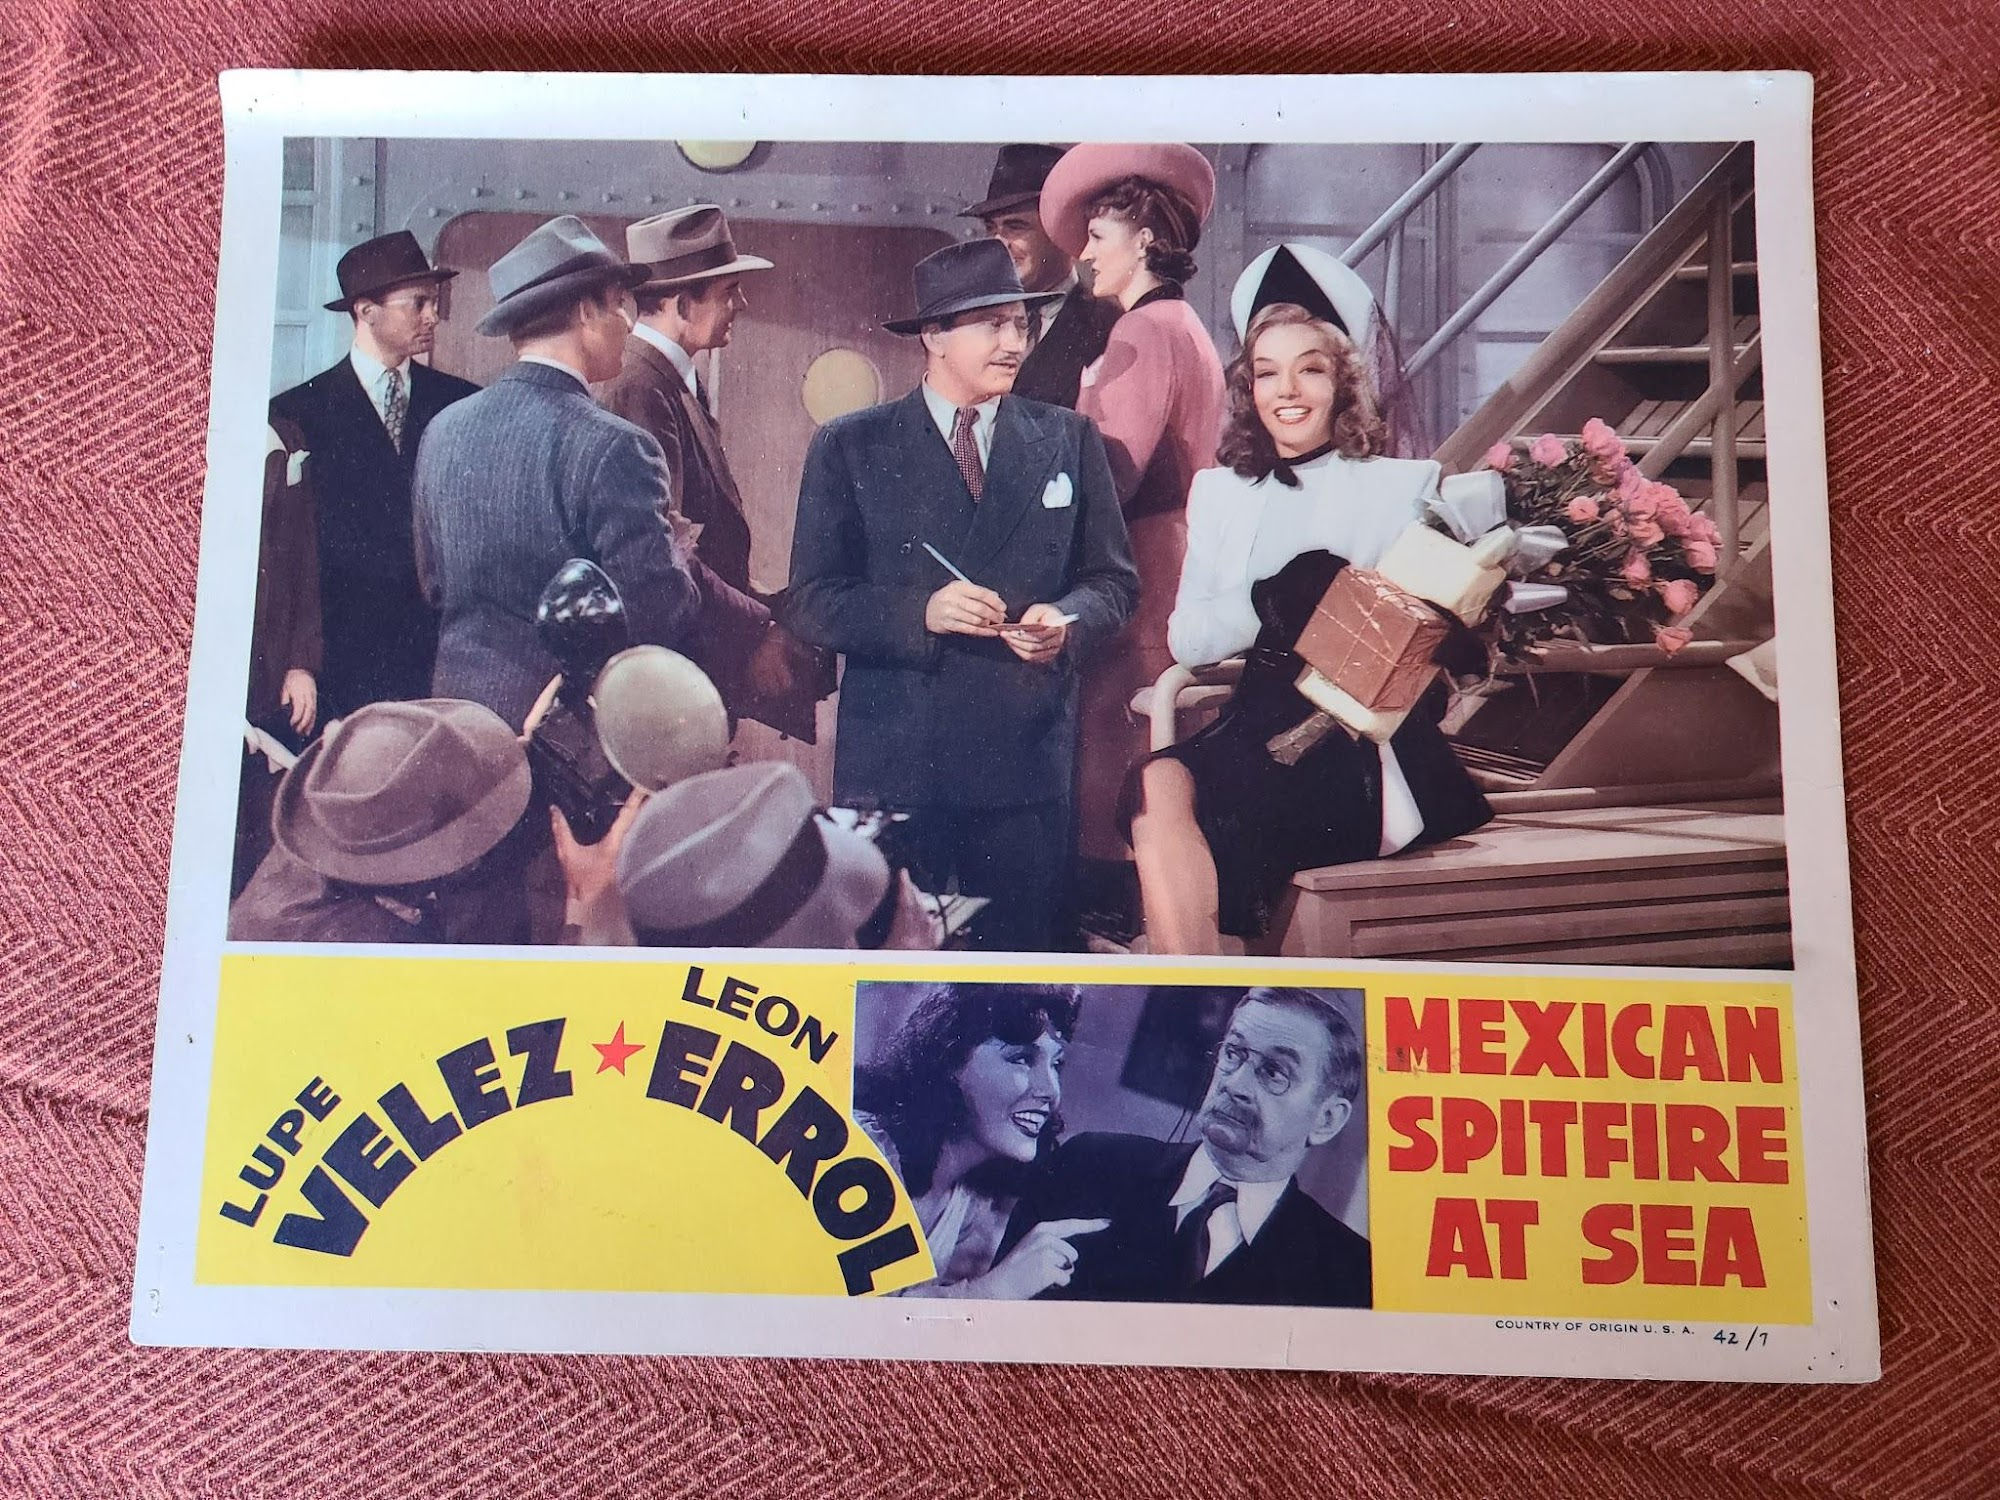 LUPE
VELEZ
LEON
ERROL
MEXICAN
SPITFIRE
AT SEA
COUNTRY OF ORIGIN U. S. A. 42/7